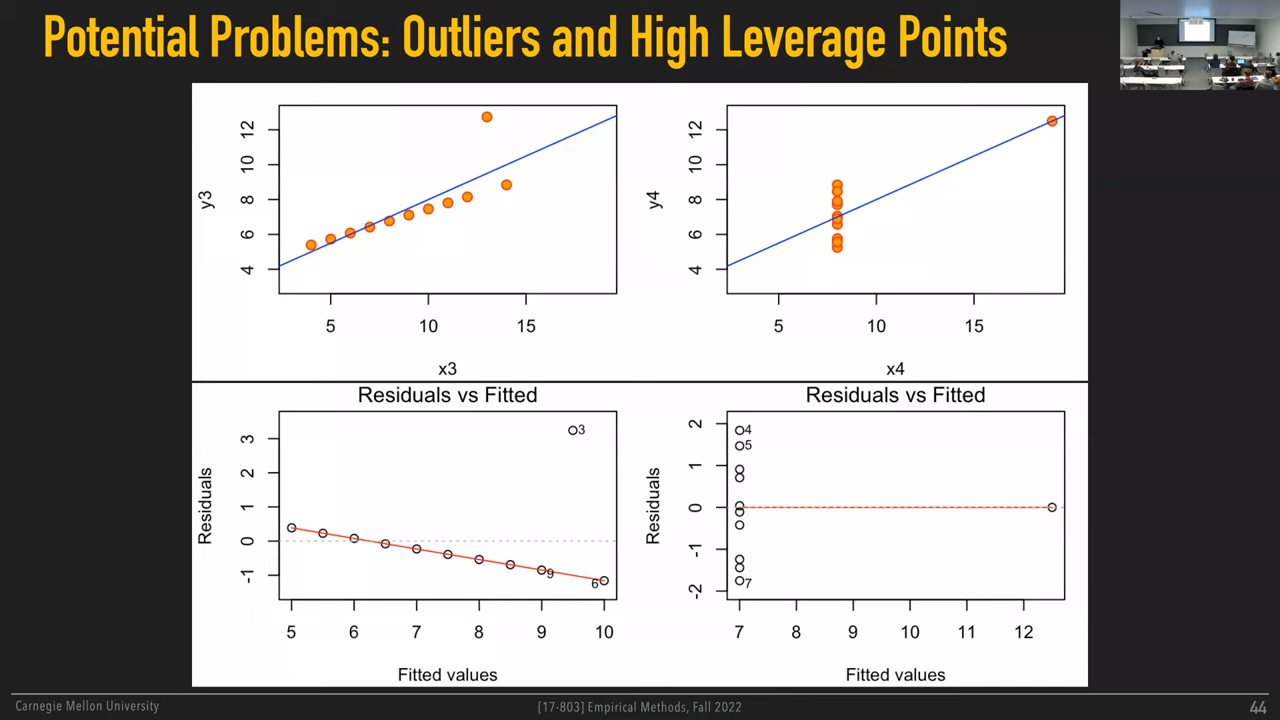 Potential Problems: Outliers and High Leverage Points
y3
12
10
8
6
4
5 10 15
x3
y4
12
10
8
6
4
5 10 15
x4
Residuals vs Fitted
Residuals
3
2
1
0
-1
3
9
6
5 6 7 8 9 10
Fitted values
Residuals vs Fitted
Residuals
2
1
0
-1
-2
4
5
7
7 8 9 10 11 12
Fitted values
Carnegie Mellon University
[17-803] Empirical Methods, Fall 2022
44